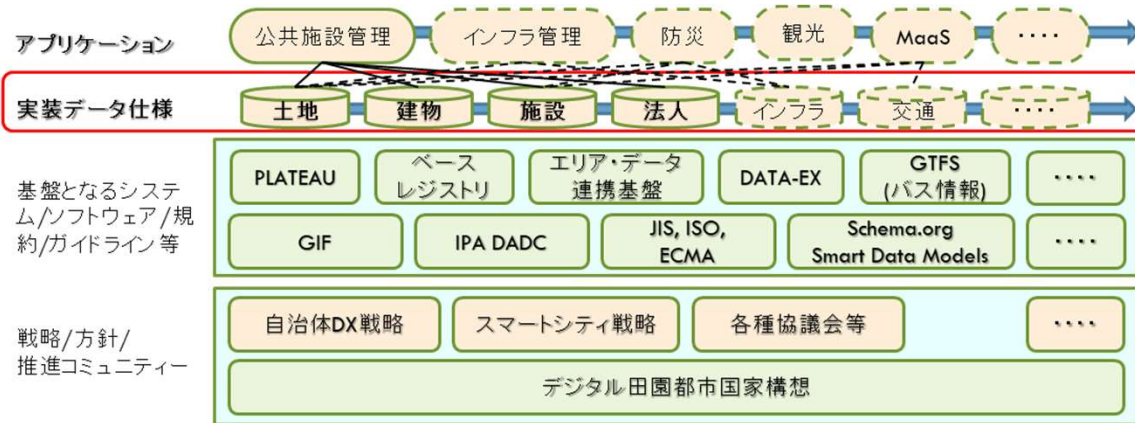 アプリケーション
公共施設管理
インフラ管理
防災
観光
MaaS
････
実装データ仕様
土地
建物
施設
法人
インフラ
交通
････
基盤となるシステ
ム/ソフトウェア/規
約/ガイドライン等
PLATEAU
ベース
レジストリ
エリア・データ
連携基盤
DATA-EX
GTFS
(バス情報)
････
GIF
IPA DADC
JIS, ISO,
ECMA
Schema.org
Smart Data Models
････
戦略/方針/
推進コミュニティー
自治体DX戦略
スマートシティ戦略
各種協議会等
････
デジタル田園都市国家構想